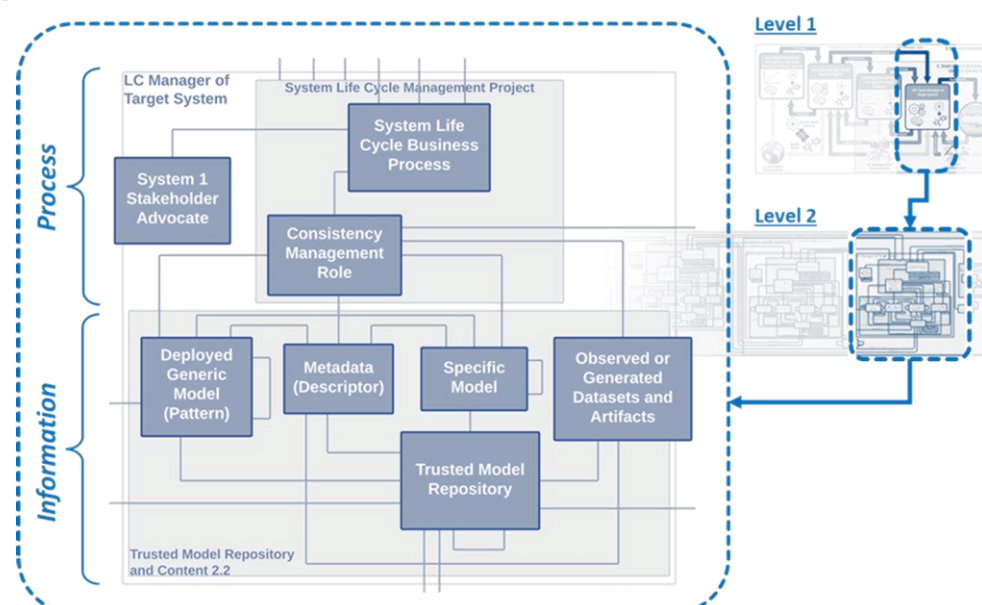 Level 1
LC Manager of
Target System
System Life Cycle Management Project
System Life
Cycle Business
Process
System 1
Stakeholder
Advocate
Process
Level 2
Consistency
Management
Role
Deployed
Generic
Model
(Pattern)
Metadata
(Descriptor)
Specific
Model
Observed or
Generated
Datasets and
Artifacts
Information
Trusted Model
Repository
Trusted Model Repository
and Content 2.2